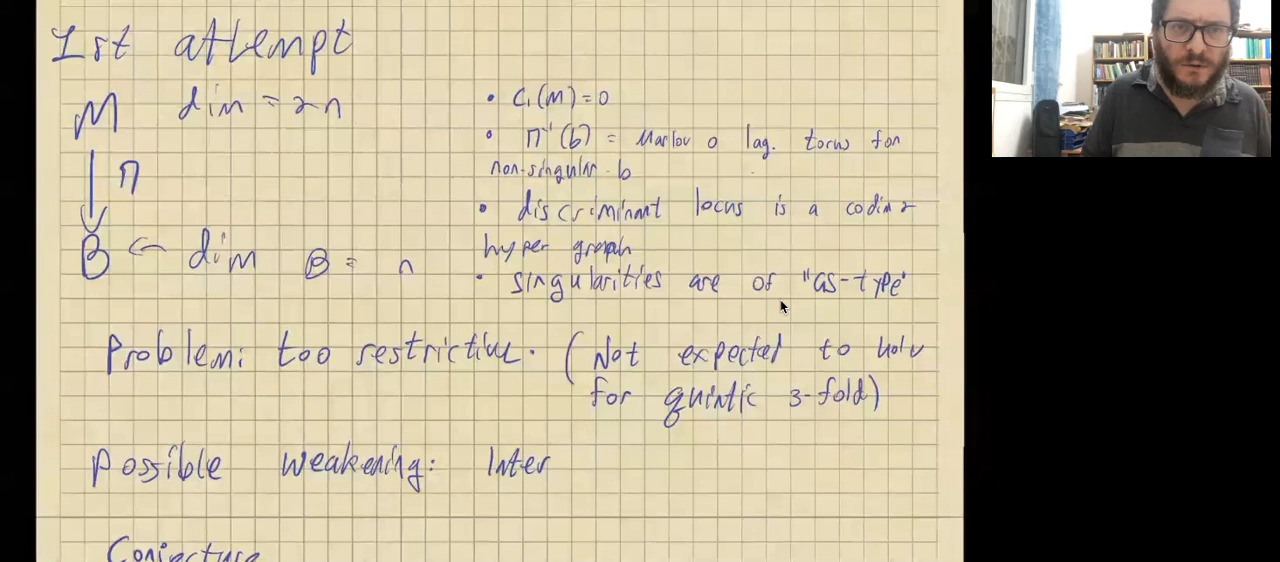 1st attempt
M dim = 2n
π
B ← dim B = n
• C₁(M)=0
• π⁻¹(b) = Maslov 0 lag. torus for
non-singular b
• discriminant locus is a codim 2
hyper graph
• singularities are of "GS-type"
Problem: too restrictive. (Not expected to hold
for quintic 3-fold)
Possible weakening: Inter
Conjecture